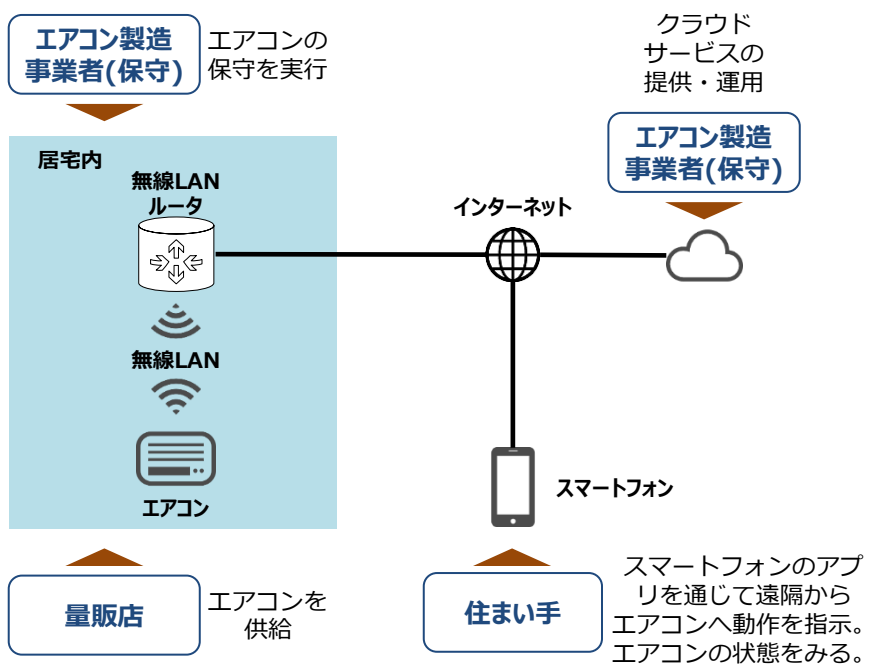 エアコン製造
事業者(保守)
エアコンの
保守を実行
クラウド
サービスの
提供・運用
エアコン製造
事業者(保守)
居宅内
無線LAN
ルータ
インターネット
無線LAN
エアコン
スマートフォン
量販店
エアコンを
供給
住まい手
スマートフォンのアプ
リを通じて遠隔から
エアコンへ動作を指示。
エアコンの状態をみる。